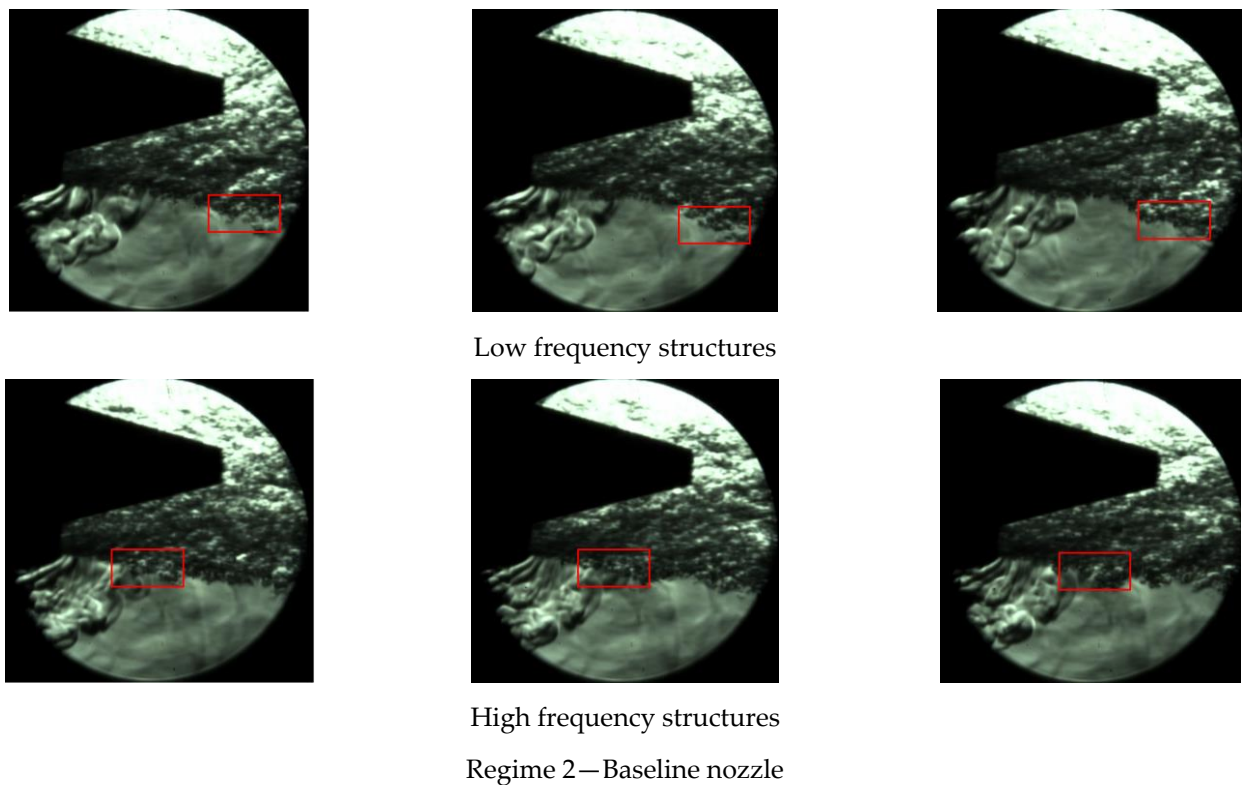 Low frequency structures
High frequency structures
Regime 2—Baseline nozzle